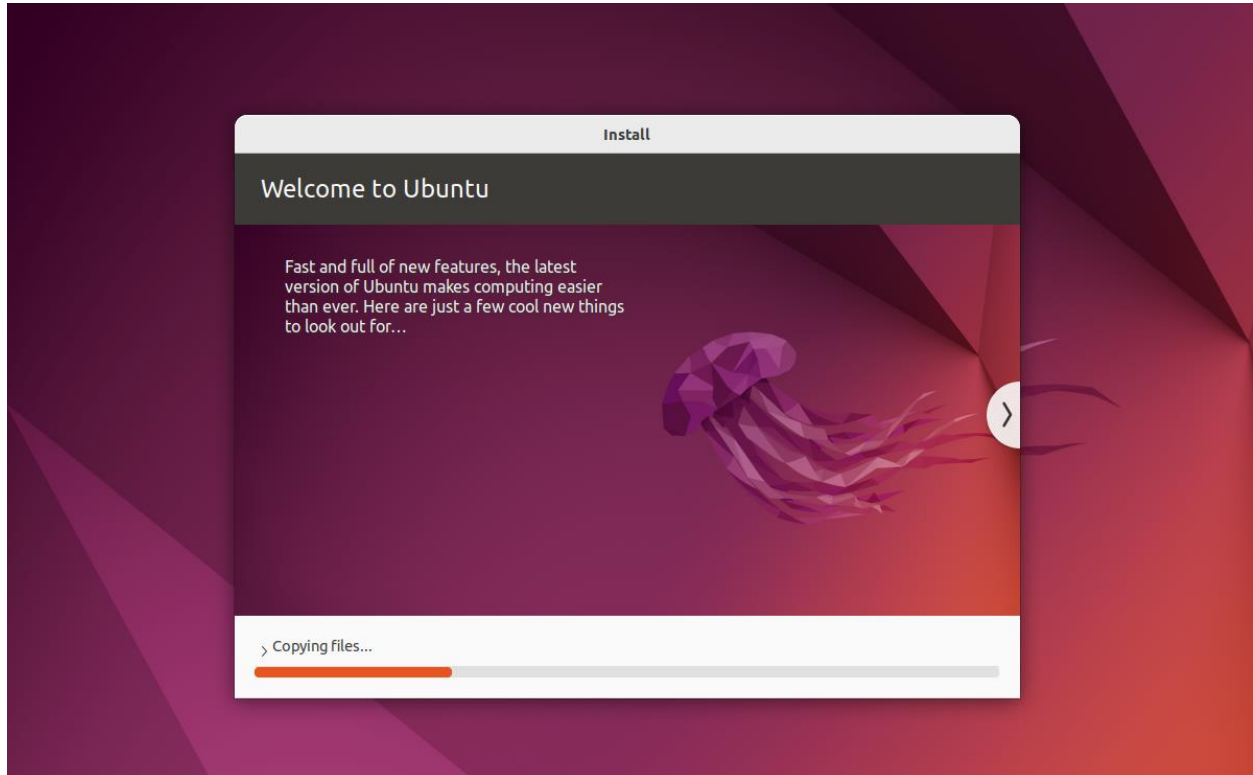 Install
Welcome to Ubuntu
Fast and full of new features, the latest
version of Ubuntu makes computing easier
than ever. Here are just a few cool new things
to look out for…
Copying files...